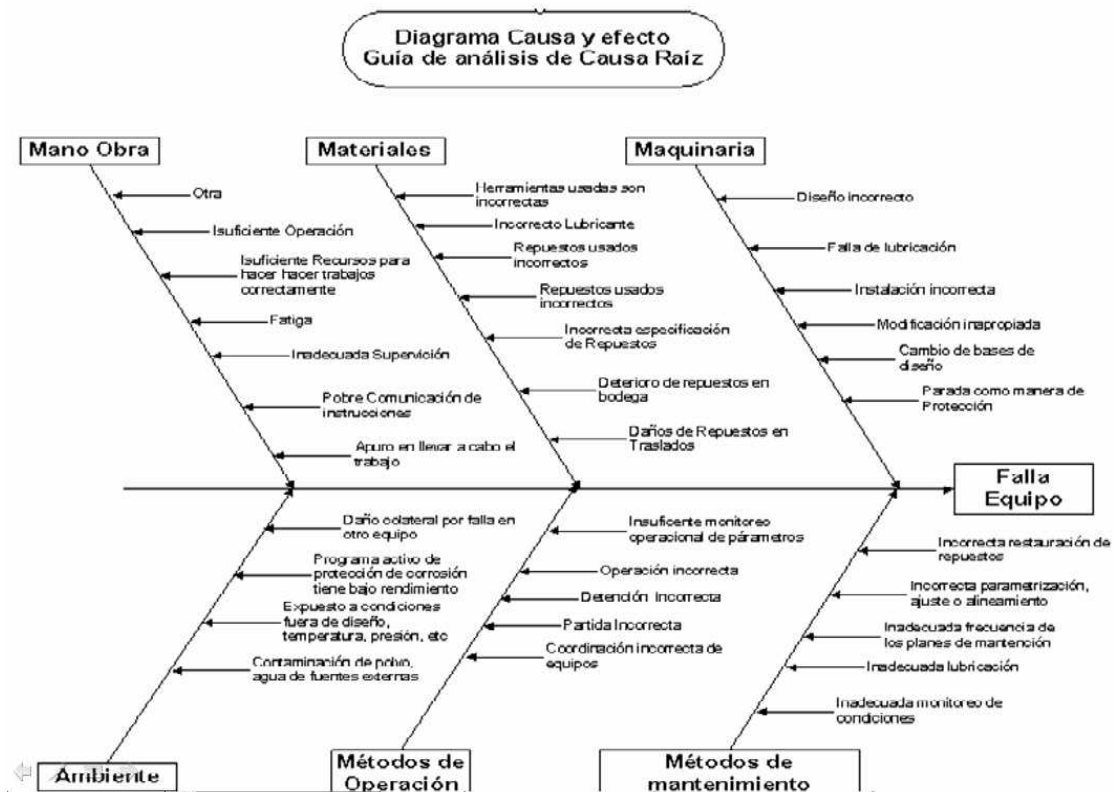 Diagrama Causa y efecto
Guía de análisis de Causa Raíz
Mano Obra
Otra
Isuficiente Operación
Isuficiente Recursos para
hacer hacer trabajos
correctamente
Fatiga
Inadecuada Supervición
Pobre Comunicación de
instrucciones
Apuro en llevar a cabo el
trabajo
Materiales
Herramientas usadas son
incorrectas
Incorrecto Lubricante
Repuestos usados
incorrectos
Repuestos usados
incorrectos
Incorrecta especificación
de Repuestos
Deterioro de repuestos en
bodega
Daños de Repuestos en
Traslados
Maquinaria
Diseño incorrecto
Falla de lubricación
Instalación incorrecta
Modificación inapropiada
Cambio de bases de
diseño
Parada como manera de
Protección
Falla
Equipo
Daño colateral por falla en
otro equipo
Programa activo de
protección de corrosión
tiene bajo rendimiento
Expuesto a condiciones
fuera de diseño,
temperatura, presión, etc
Contaminación de polvo,
agua de fuentes externas
Ambiente
Insuficente monitoreo
operacional de párametros
Operación incorrecta
Detención Incorrecta
Partida Incorrecta
Coordinación incorrecta de
equipos
Métodos de
Operación
Incorrecta restauración de
repuestos
Incorrecta parametrización,
ajuste o alineamiento
Inadecuada frecuencia de
los planes de mantención
Inadecuada lubricación
Inadecuada monitoreo de
condiciones
Métodos de
mantenimiento